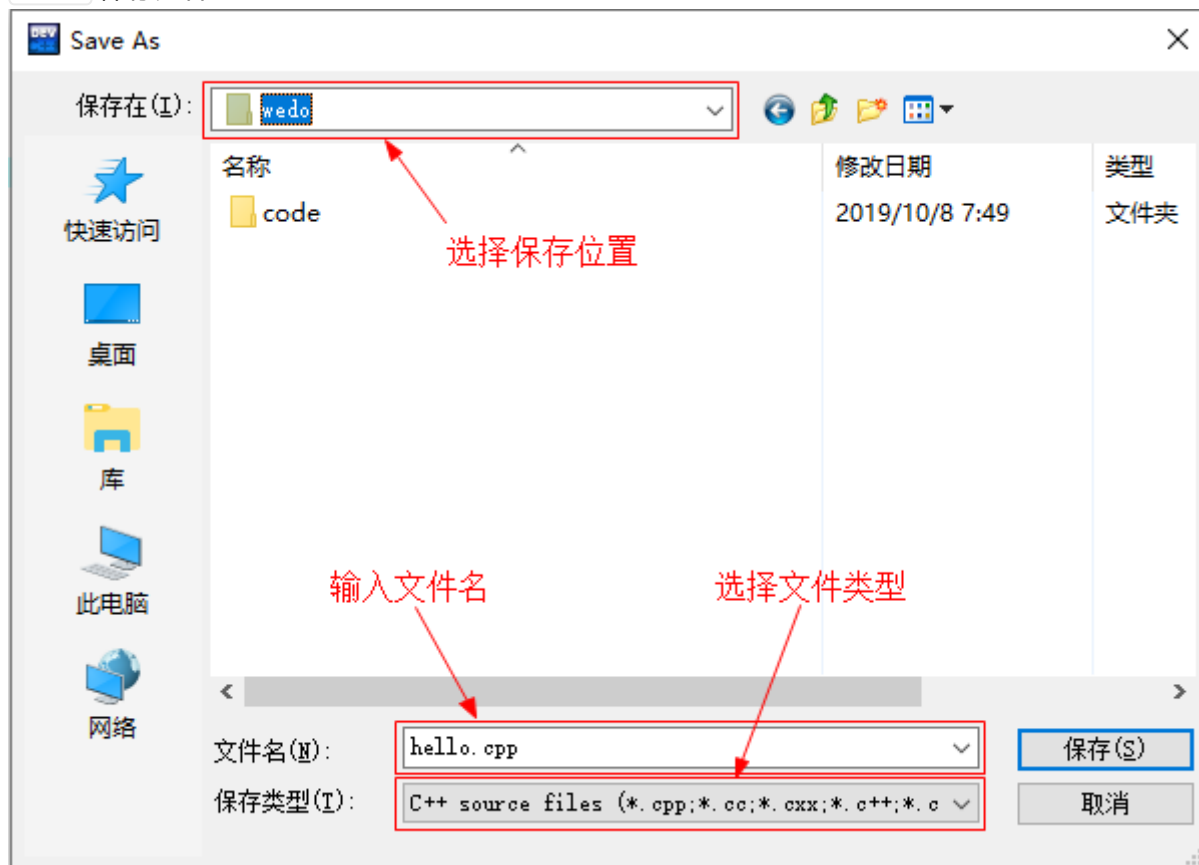 DEV
Save As
保存在(I):
wedo
名称
修改日期
类型
code
2019/10/8 7:49
文件夹
快速访问
选择保存位置
桌面
库
输入文件名
选择文件类型
此电脑
网络
文件名(N):
hello.cpp
保存(S)
保存类型(T):
C++ source files (*.cpp;*.cc;*.cxx;*.c++;*.c
取消